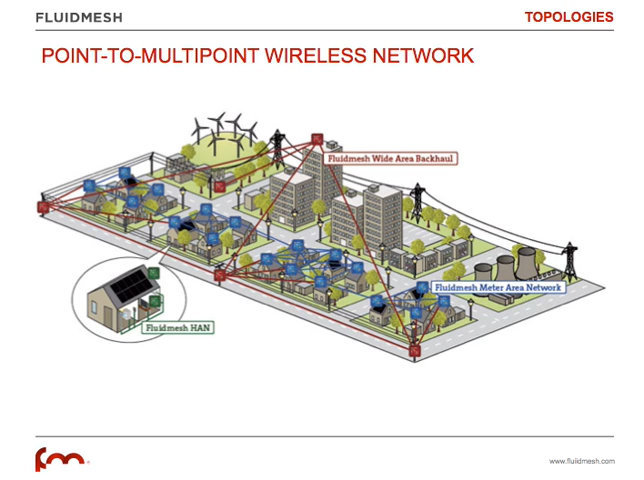 FLUIDMESH
TOPOLOGIES
POINT-TO-MULTIPOINT WIRELESS NETWORK
Fluidmesh Wide Area Backhaul
Fluidmesh Meter Area Network
Fluidmesh HAN
fm
www.fluidmesh.com